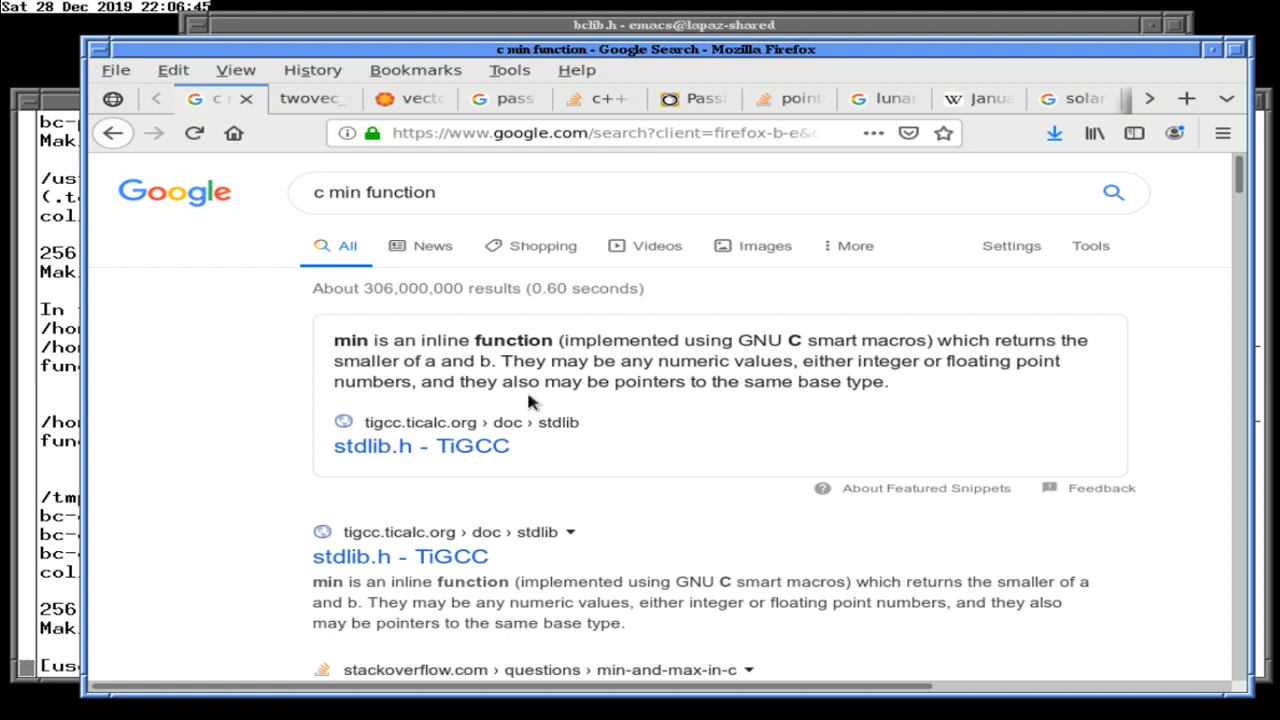 Sat 28 Dec 2019 22:06:45
bclib.h - emacs@lapaz-shared
c min function - Google Search - Mozilla Firefox
File Edit View History Bookmarks Tools Help
twovec_ vecto pass c++ Passi point lunar Janua solar
https://www.google.com/search?client=firefox-b-e&
Google
c min function
All News Shopping Videos Images More Settings Tools
About 306,000,000 results (0.60 seconds)
min is an inline function (implemented using GNU C smart macros) which returns the
smaller of a and b. They may be any numeric values, either integer or floating point
numbers, and they also may be pointers to the same base type.
tigcc.ticalc.org › doc › stdlib
stdlib.h - TiGCC
About Featured Snippets Feedback
tigcc.ticalc.org › doc › stdlib
stdlib.h - TiGCC
min is an inline function (implemented using GNU C smart macros) which returns the smaller of a
and b. They may be any numeric values, either integer or floating point numbers, and they also
may be pointers to the same base type.
stackoverflow.com › questions › min-and-max-in-c
Mak
(.ta
col
256
Mak
In
/hor
/hor
func
/hor
func
/tmp
bc-
bc-
bc-
col
256
Mak
[use